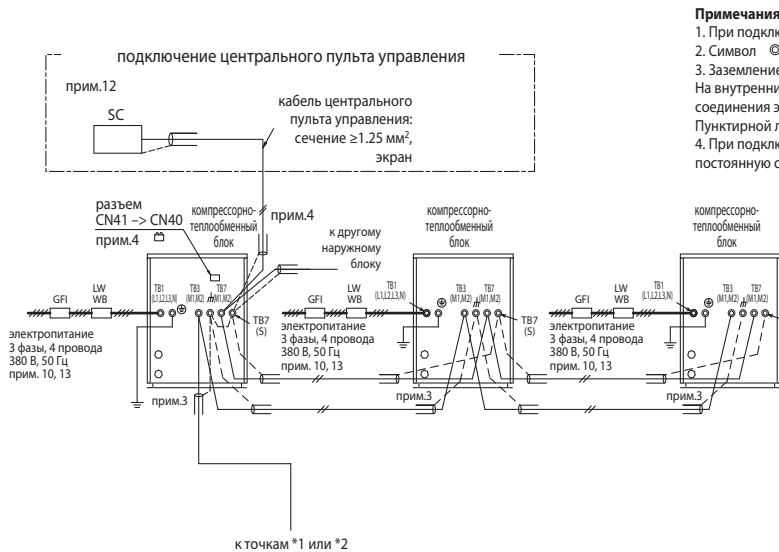 Примечания
1. При подклю
2. Символ ◎
3. Заземление
На внутренни
соединения э
Пунктирной л
4. При подклю
постоянную с
подключение центрального пульта управления
прим.12
SC
кабель центрального
пульта управления:
сечение ≥1.25 мм²,
экран
разъем
CN41 –> CN40
прим.4
компрессорно-
теплообменный
блок
прим.4
к другому
наружному
блоку
GFI
LW
WB
TB1
(L1,L2,L3,N)
TB3
(M1,M2)
TB7
(M1,M2)
TB7
(S)
электропитание
3 фазы, 4 провода
380 В, 50 Гц
прим. 10, 13
прим.3
компрессорно-
теплообменный
блок
GFI
LW
WB
TB1
(L1,L2,L3,N)
TB3
(M1,M2)
TB7
(M1,M2)
TB7
(S)
электропитание
3 фазы, 4 провода
380 В, 50 Гц
прим. 10, 13
прим.3
компрессорно-
теплообменный
блок
GFI
LW
WB
TB1
(L1,L2,L3,N)
TB3
(M1,M2)
TB7
(M1,M2)
электропитание
3 фазы, 4 провода
380 В, 50 Гц
прим. 10, 13
прим.3
к точкам *1 или *2